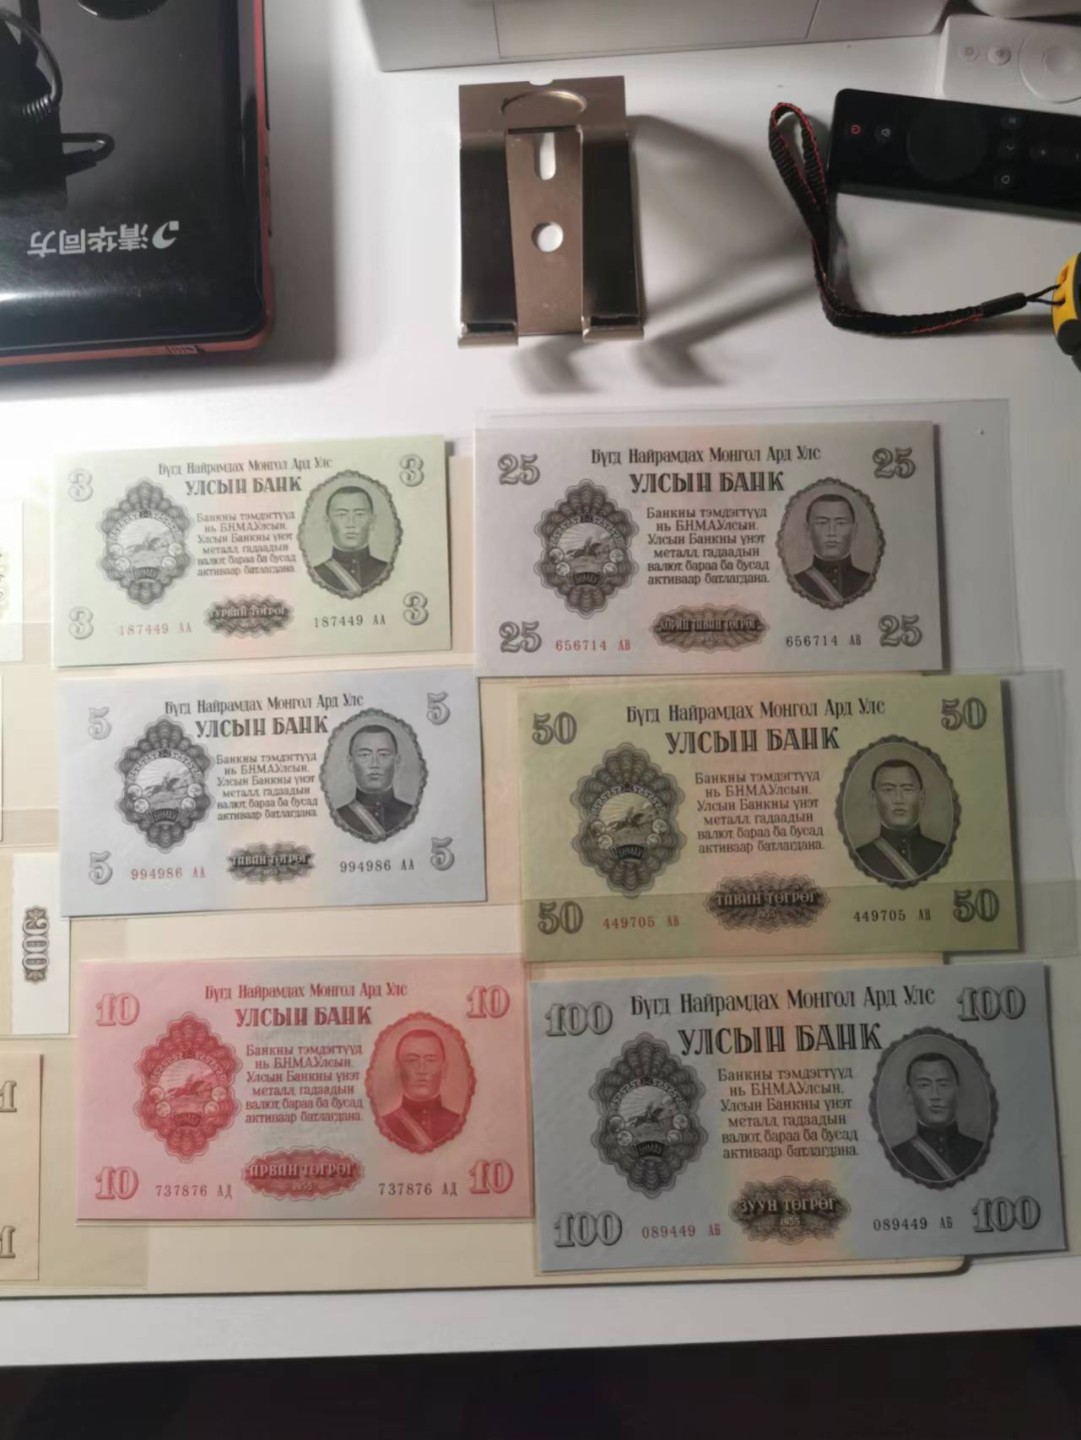 清华同方
3
3
Бүгд Найрамдах Монгол Ард Улс
УЛСЫН БАНК
Банкны тэмдэгтүүд
нь БНМАУлсын.
Улсын Банкны үнэт
металл, гадаадын
валют, бараа ба бусад
активаар батлагдана.
ГУРВАН ТӨГРӨГ
3
187449 АА
187449 АА
3
25
25
Бүгд Найрамдах Монгол Ард Улс
УЛСЫН БАНК
Банкны тэмдэгтүүд
нь БНМАУлсын.
Улсын Банкны үнэт
металл, гадаадын
валют, бараа ба бусад
активаар батлагдана.
ХОРИН ТАВАН ТӨГРӨГ
25
656714 АВ
656714 АВ
25
5
5
Бүгд Найрамдах Монгол Ард Улс
УЛСЫН БАНК
Банкны тэмдэгтүүд
нь БНМАУлсын.
Улсын Банкны үнэт
металл, гадаадын
валют, бараа ба бусад
активаар батлагдана.
ТАВАН ТӨГРӨГ
5
994986 АА
994986 АА
5
50
50
Бүгд Найрамдах Монгол Ард Улс
УЛСЫН БАНК
Банкны тэмдэгтүүд
нь БНМАУлсын.
Улсын Банкны үнэт
металл, гадаадын
валют, бараа ба бусад
активаар батлагдана.
ТАВИН ТӨГРӨГ
50
449705 АВ
449705 АВ
50
300
10
10
Бүгд Найрамдах Монгол Ард Улс
УЛСЫН БАНК
Банкны тэмдэгтүүд
нь БНМАУлсын.
Улсын Банкны үнэт
металл, гадаадын
валют, бараа ба бусад
активаар батлагдана.
АРВАН ТӨГРӨГ
1955
10
737876 АД
737876 АД
10
100
100
Бүгд Найрамдах Монгол Ард Улс
УЛСЫН БАНК
Банкны тэмдэгтүүд
нь БНМАУлсын.
Улсын Банкны үнэт
металл, гадаадын
валют, бараа ба бусад
активаар батлагдана.
ЗУУН ТӨГРӨГ
1955
100
089449 АБ
089449 АБ
100